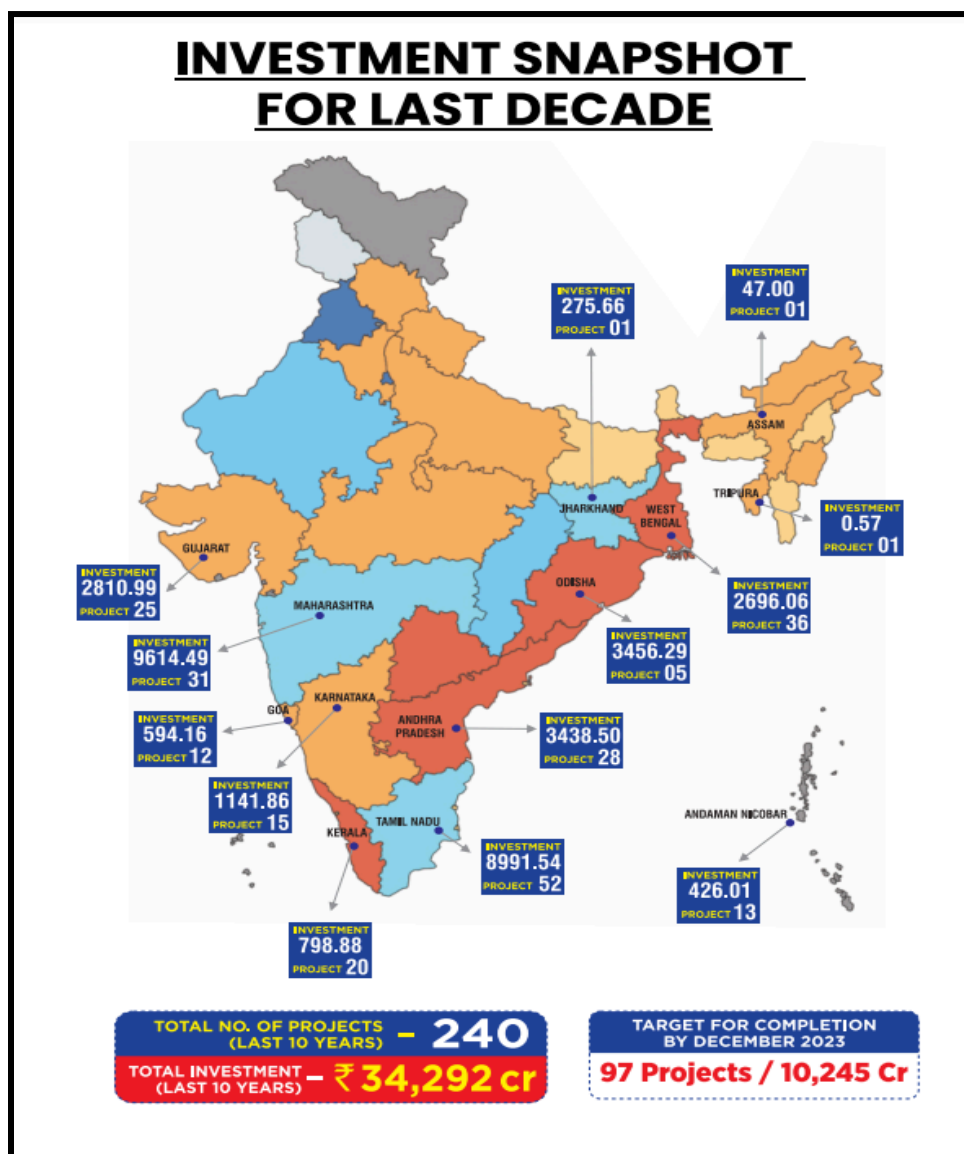 INVESTMENT SNAPSHOT
FOR LAST DECADE
INVESTMENT
275.66
PROJECT 01
INVESTMENT
47.00
PROJECT 01
ASSAM
TRIPURA
INVESTMENT
0.57
PROJECT 01
JHARKHAND
WEST
BENGAL
GUJARAT
INVESTMENT
2810.99
PROJECT 25
ODISHA
INVESTMENT
2696.06
PROJECT 36
MAHARASHTRA
INVESTMENT
9614.49
PROJECT 31
INVESTMENT
3456.29
PROJECT 05
KARNATAKA
GOA
INVESTMENT
594.16
PROJECT 12
ANDHRA
PRADESH
INVESTMENT
3438.50
PROJECT 28
INVESTMENT
1141.86
PROJECT 15
KERALA
TAMIL NADU
ANDAMAN NICOBAR
INVESTMENT
8991.54
PROJECT 52
INVESTMENT
426.01
PROJECT 13
INVESTMENT
798.88
PROJECT 20
TOTAL NO. OF PROJECTS
(LAST 10 YEARS) – 240
TOTAL INVESTMENT
(LAST 10 YEARS) – ₹ 34,292 cr
TARGET FOR COMPLETION
BY DECEMBER 2023
97 Projects / 10,245 Cr